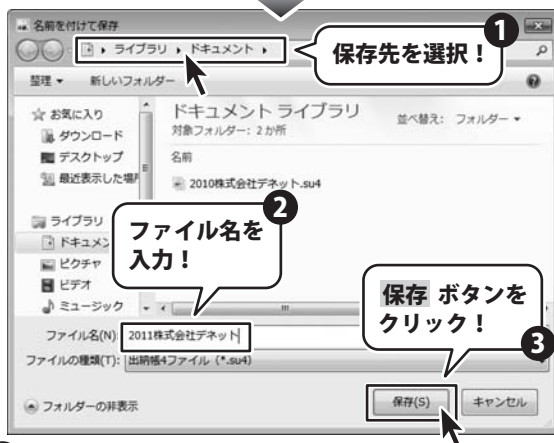 名前を付けて保存
1
ライブラリ ドキュメント
保存先を選択！
整理 新しいフォルダー
お気に入り
ダウンロード
デスクトップ
最近表示した場
ライブラリ
ドキュメン
ピクチャ
ビデオ
ミュージック
ドキュメント ライブラリ
対象フォルダー: 2か所
並べ替え: フォルダー
名前
2010株式会社デネット.su4
2
ファイル名を
入力！
保存 ボタンを
クリック！
3
ファイル名(N): 2011株式会社デネット
ファイルの種類(T): 出納帳4ファイル (*.su4)
フォルダーの非表示
保存(S)
キャンセル